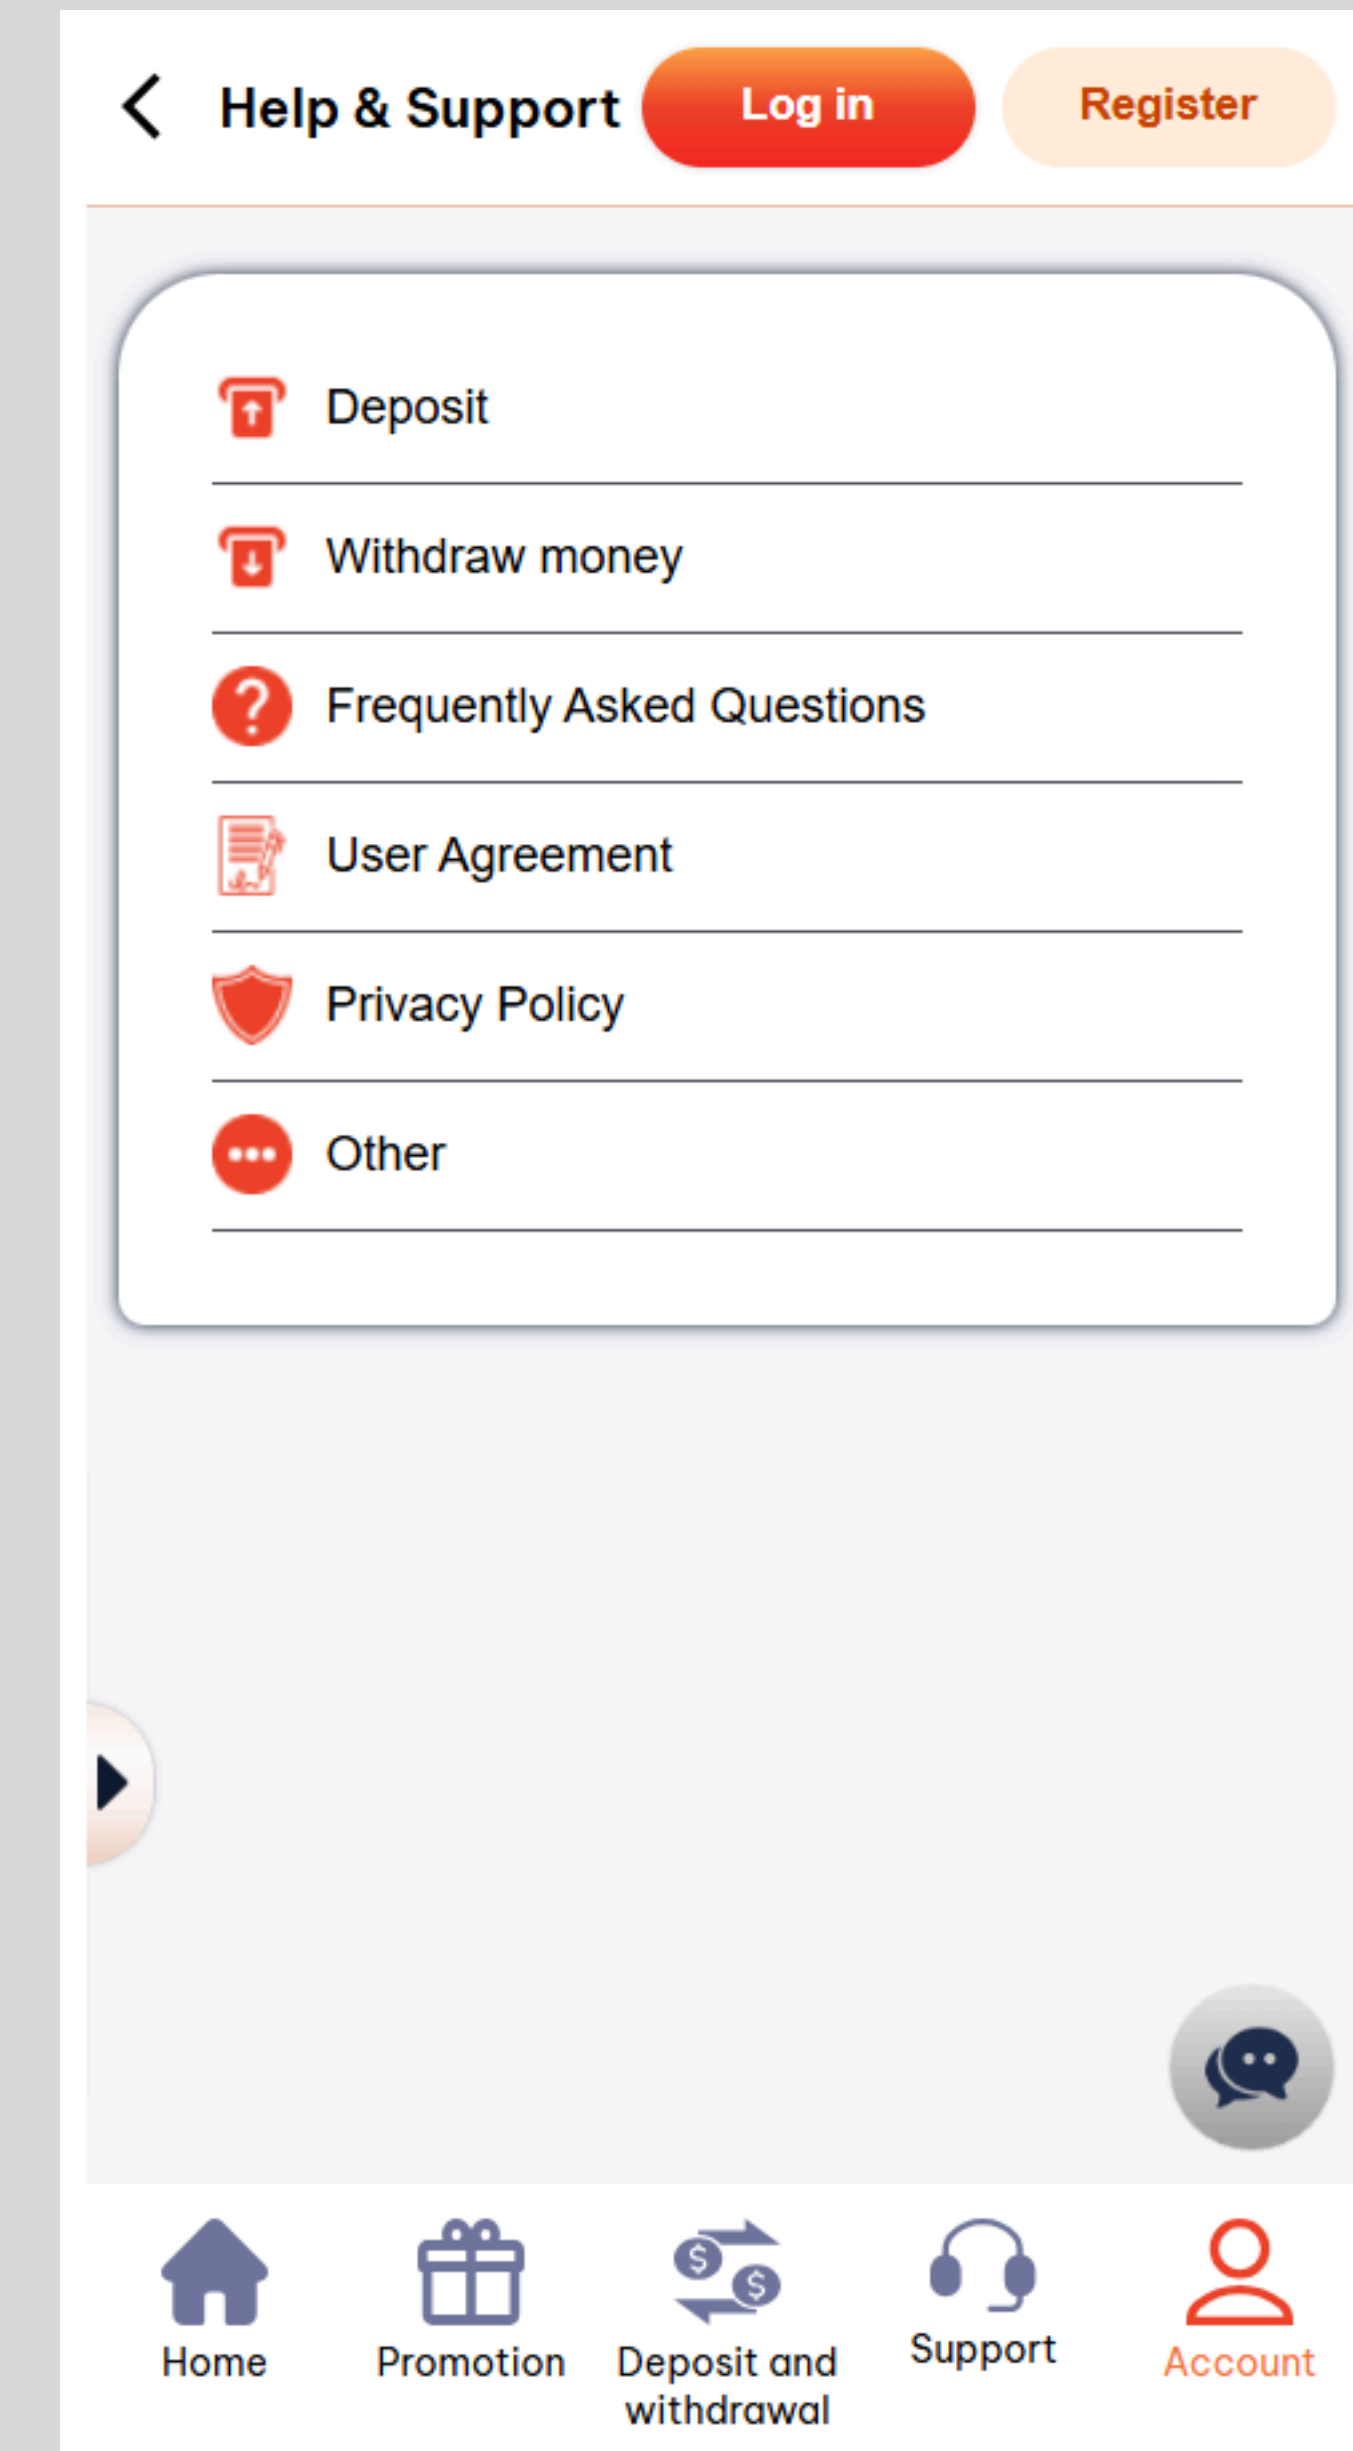 Help & Support
Log in
Register
Deposit
Withdraw money
Frequently Asked Questions
User Agreement
Privacy Policy
Other
Home
Promotion
Deposit and
withdrawal
Support
Account